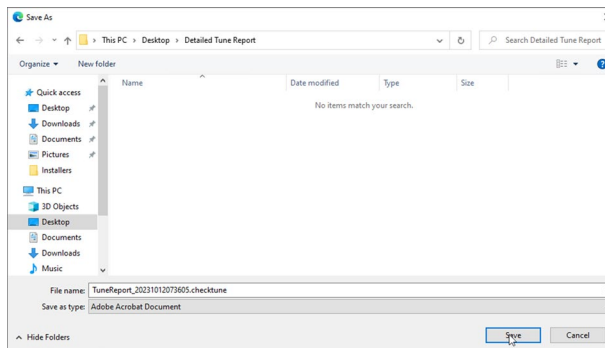 Save As
This PC > Desktop > Detailed Tune Report
Search Detailed Tune Report
Organize
New folder
Name
Date modified
Type
Size
No items match your search.
Quick access
Desktop
Downloads
Documents
Pictures
Installers
This PC
3D Objects
Desktop
Documents
Downloads
Music
File name: TuneReport_20231012073605.checktune
Save as type: Adobe Acrobat Document
Hide Folders
Save
Cancel